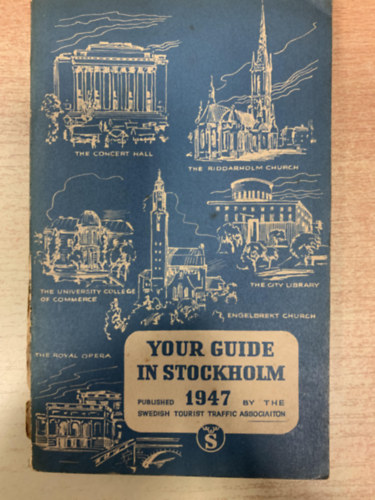 THE CONCERT HALL
THE RIDDARHOLM CHURCH
THE UNIVERSITY COLLEGE
OF COMMERCE
THE CITY LIBRARY
ENGELBREKT CHURCH
THE ROYAL OPERA
YOUR GUIDE
IN STOCKHOLM
PUBLISHED 1947 BY THE
SWEDISH TOURIST TRAFFIC ASSOCIAITON
S